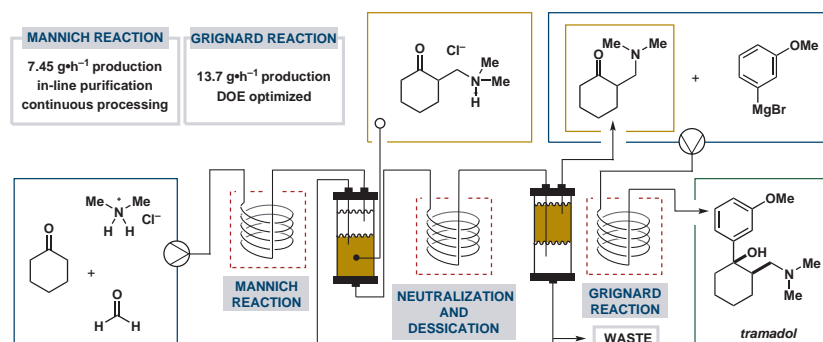 MANNICH REACTION
7.45 g•h⁻¹ production
in-line purification
continuous processing
GRIGNARD REACTION
13.7 g•h⁻¹ production
DOE optimized
O
Cl⁻
Me
N
Me
H
Me
Me
N
O
+
OMe
MgBr
Me
Me
+
N
H H
Cl⁻
O
+
O
H H
MANNICH
REACTION
NEUTRALIZATION
AND
DESSICATION
GRIGNARD
REACTION
WASTE
OMe
OH
Me
N
Me
tramadol